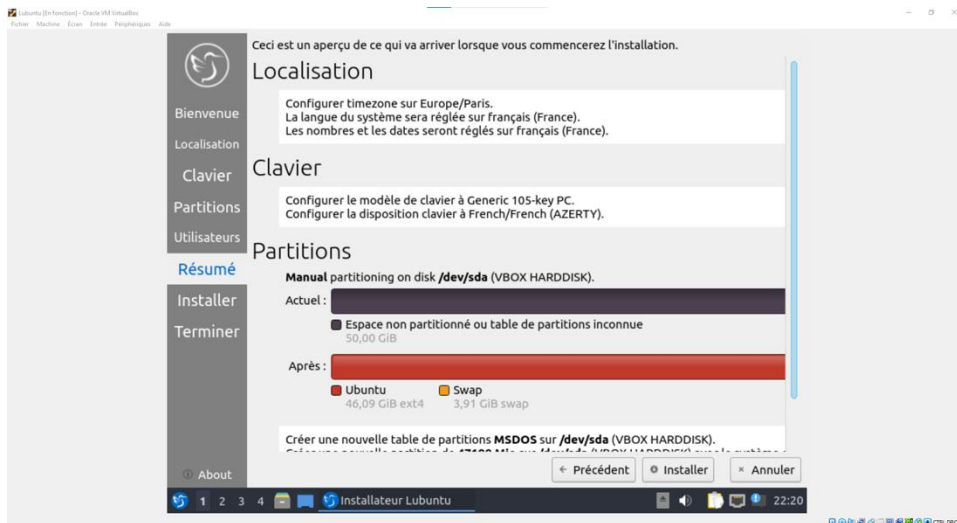 Lubuntu [En fonction] - Oracle VM VirtualBox
Fichier Machine Écran Entrée Périphériques Aide
Ceci est un aperçu de ce qui va arriver lorsque vous commencerez l'installation.
Localisation
Configurer timezone sur Europe/Paris.
La langue du système sera réglée sur français (France).
Les nombres et les dates seront réglés sur français (France).
Bienvenue
Localisation
Clavier
Partitions
Utilisateurs
Résumé
Installer
Terminer
About
Clavier
Configurer le modèle de clavier à Generic 105-key PC.
Configurer la disposition clavier à French/French (AZERTY).
Partitions
Manual partitioning on disk /dev/sda (VBOX HARDDISK).
Actuel :
Espace non partitionné ou table de partitions inconnue
50,00 GiB
Après :
Ubuntu Swap
46,09 GiB ext4 3,91 GiB swap
Créer une nouvelle table de partitions MSDOS sur /dev/sda (VBOX HARDDISK).
Précédent Installer Annuler
1 2 3 4 Installateur Lubuntu 22:20